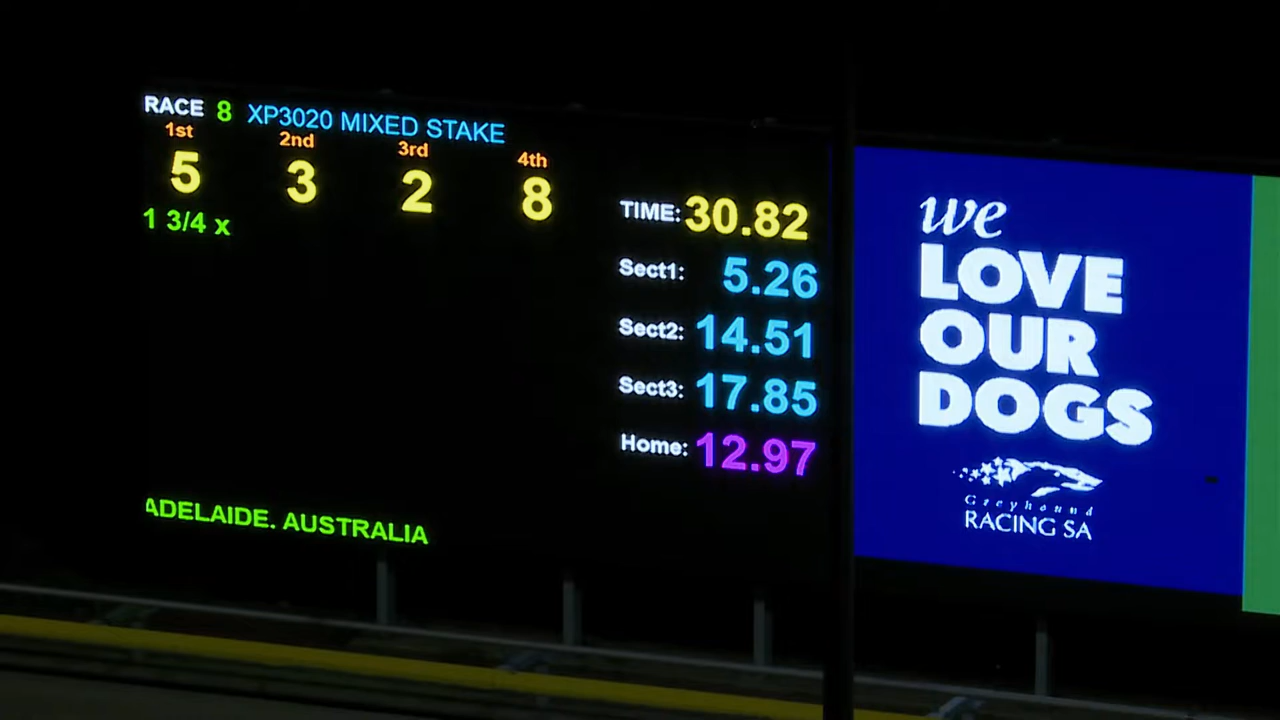 RACE 8 XP3020 MIXED STAKE
1st 2nd 3rd 4th
5 3 2 8
1 3/4 x
TIME: 30.82
Sect1: 5.26
Sect2: 14.51
Sect3: 17.85
Home: 12.97
ADELAIDE. AUSTRALIA
we
LOVE
OUR
DOGS
Greyhound
RACING SA